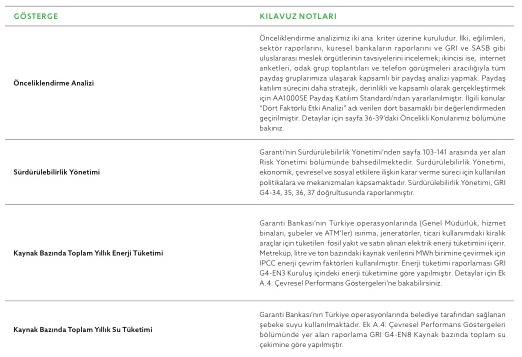 GÖSTERGE
KILAVUZ NOTLARI
Önceliklendirme Analizi
Önceliklendirme analizimiz iki ana kriter üzerine kuruludur. İlki, eğilimleri,
sektör raporlarını, küresel bankaların raporlarını ve GRI ve SASB gibi
uluslararası meslek örgütlerinin tavsiyelerini incelemek; ikincisi ise, internet
anketleri, odak grup toplantıları ve telefon görüşmeleri aracılığıyla tüm
paydaş gruplarımıza ulaşarak kapsamlı bir paydaş analizi yapmak. Paydaş
katılım sürecini daha stratejik, derinlikli ve kapsamlı olarak gerçekleştirmek
için AA1000SE Paydaş Katılım Standardı'ndan yararlanılmıştır. İlgili konular
"Dört Faktörlü Etki Analizi" adı verilen dört basamaklı bir değerlendirmeden
geçirilmiştir. Detaylar için sayfa 36-39'daki Öncelikli Konularımız bölümüne
bakınız.
Sürdürülebilirlik Yönetimi
Garanti'nin Sürdürülebilirlik Yönetimi'nden sayfa 103-141 arasında yer alan
Risk Yönetimi bölümünde bahsedilmektedir. Sürdürülebilirlik Yönetimi,
ekonomik, çevresel ve sosyal etkilere ilişkin karar verme süreci için kullanılan
politikalara ve mekanizmaları kapsamaktadır. Sürdürülebilirlik Yönetimi, GRI
G4-34, 35, 36, 37 doğrultusunda raporlanmıştır.
Kaynak Bazında Toplam Yıllık Enerji Tüketimi
Garanti Bankası'nın Türkiye operasyonlarında (Genel Müdürlük, hizmet
binaları, şubeler ve ATM'ler) ısınma, jeneratörler, ticari kullanımdaki kiralık
araçlar için tüketilen fosil yakıt ve satın alınan elektrik enerji tüketimini içerir.
Metreküp, litre ve ton bazındaki kaynak verilerini MWh birimine çevirmek için
IPCC enerji çevrim faktörleri kullanılmıştır. Enerji tüketimi raporlaması GRI
G4-EN3 Kuruluş içindeki enerji tüketimine göre yapılmıştır. Detaylar için Ek
A.4: Çevresel Performans Göstergeleri'ne bakabilirsiniz.
Kaynak Bazında Toplam Yıllık Su Tüketimi
Garanti Bankası'nın Türkiye operasyonlarında belediye tarafından sağlanan
şebeke suyu kullanılmaktadır. Ek A.4: Çevresel Performans Göstergeleri
bölümünde yer alan raporlama GRI G4-EN8 Kaynak bazında toplam su
çekimine göre yapılmıştır.